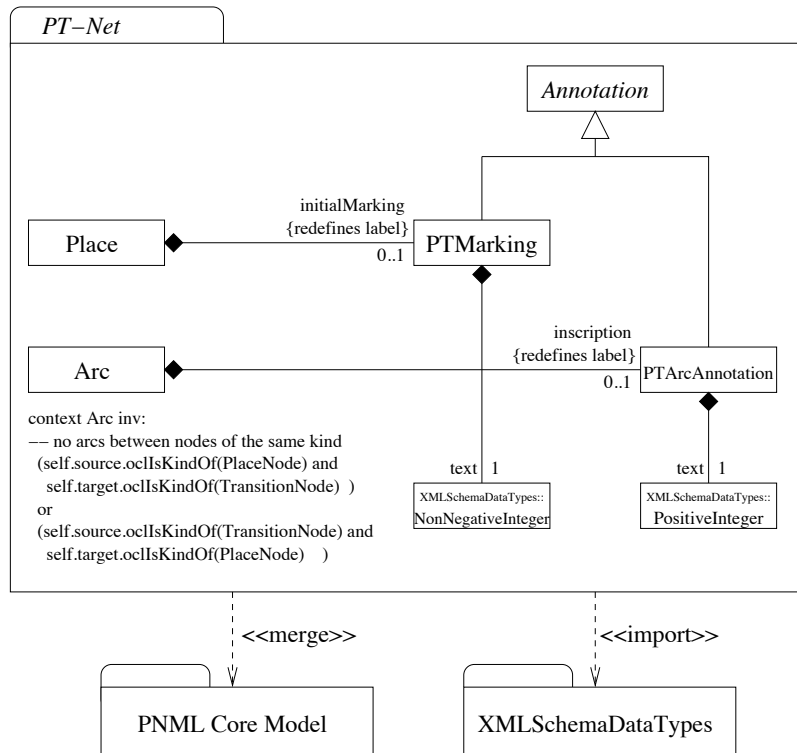 PT−Net
Annotation
initialMarking
{redefines label}
Place
PTMarking
0..1
inscription
{redefines label}
Arc
PTArcAnnotation
0..1
context Arc inv:
−− no arcs between nodes of the same kind
(self.source.oclIsKindOf(PlaceNode) and
self.target.oclIsKindOf(TransitionNode) )
or
(self.source.oclIsKindOf(TransitionNode) and
self.target.oclIsKindOf(PlaceNode) )
text 1
XMLSchemaDataTypes::
NonNegativeInteger
text 1
XMLSchemaDataTypes::
PositiveInteger
<<merge>>
<<import>>
PNML Core Model
XMLSchemaDataTypes